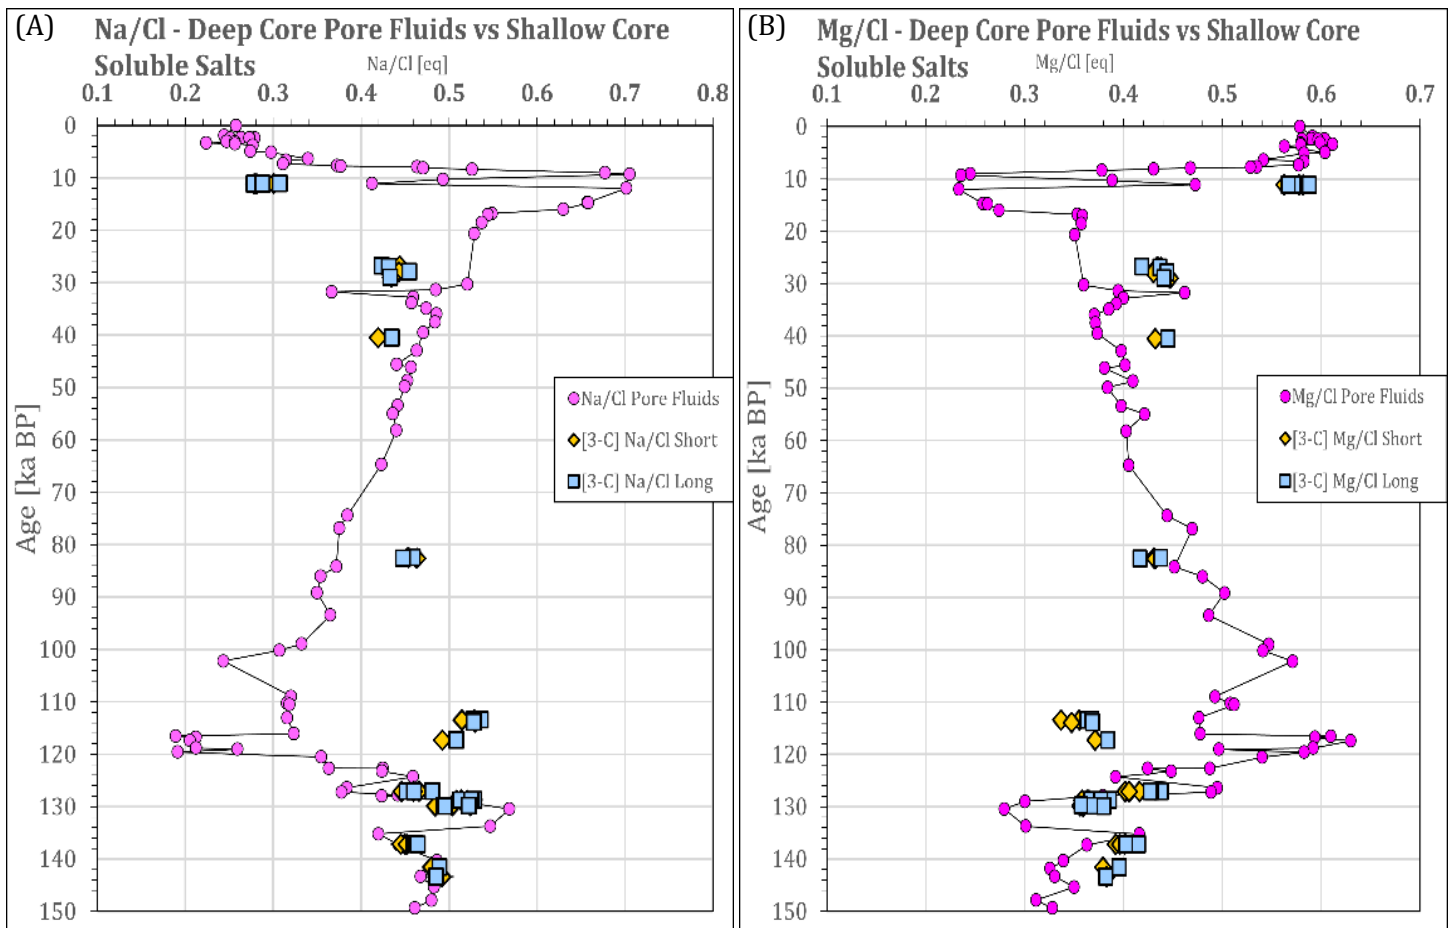 (A) Na/Cl - Deep Core Pore Fluids vs Shallow Core
Soluble Salts
Na/Cl [eq]
0.1 0.2 0.3 0.4 0.5 0.6 0.7 0.8
0
10
20
30
40
50
60
70
80
90
100
110
120
130
140
150
Age [ka BP]
Na/Cl Pore Fluids
[3-C] Na/Cl Short
[3-C] Na/Cl Long
(B) Mg/Cl - Deep Core Pore Fluids vs Shallow Core
Soluble Salts
Mg/Cl [eq]
0.1 0.2 0.3 0.4 0.5 0.6 0.7
0
10
20
30
40
50
60
70
80
90
100
110
120
130
140
150
Age [ka BP]
Mg/Cl Pore Fluids
[3-C] Mg/Cl Short
[3-C] Mg/Cl Long